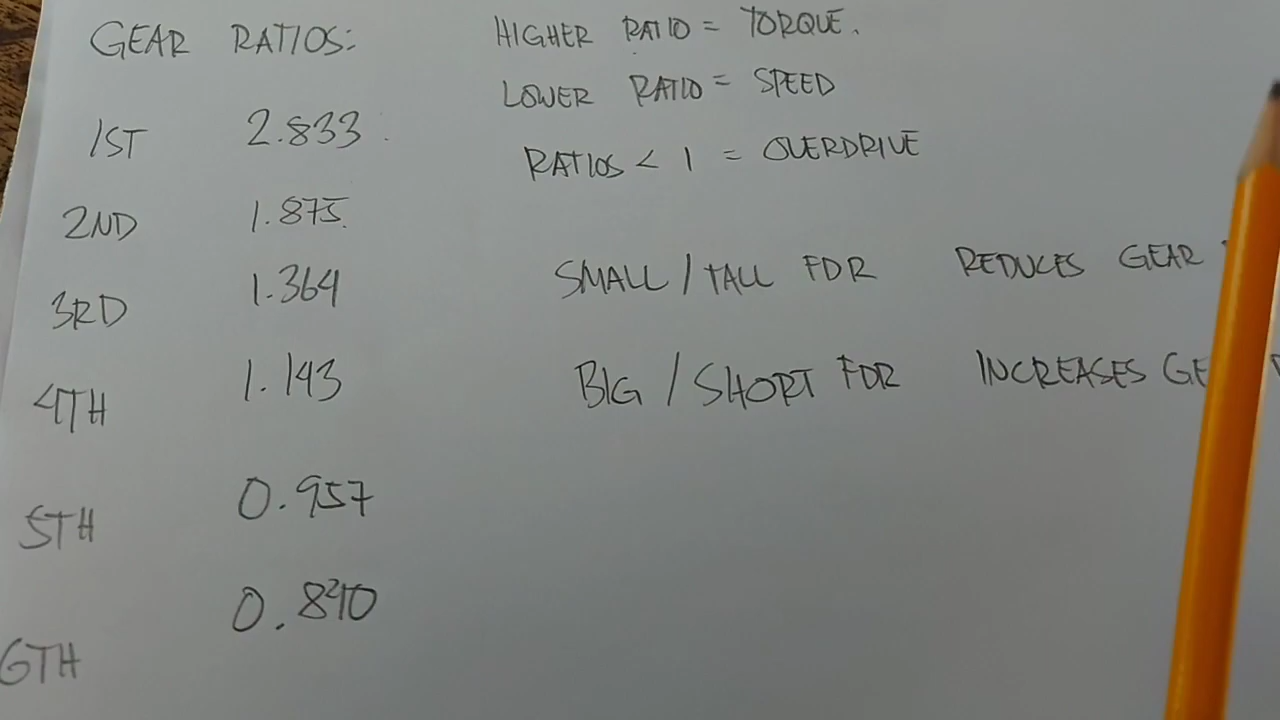 GEAR RATIOS:
1ST 2.833
2ND 1.875
3RD 1.364
4TH 1.143
5TH 0.957
6TH 0.840
HIGHER RATIO = TORQUE.
LOWER RATIO = SPEED
RATIOS < 1 = OVERDRIVE
SMALL / TALL FDR REDUCES GEAR
BIG / SHORT FDR INCREASES